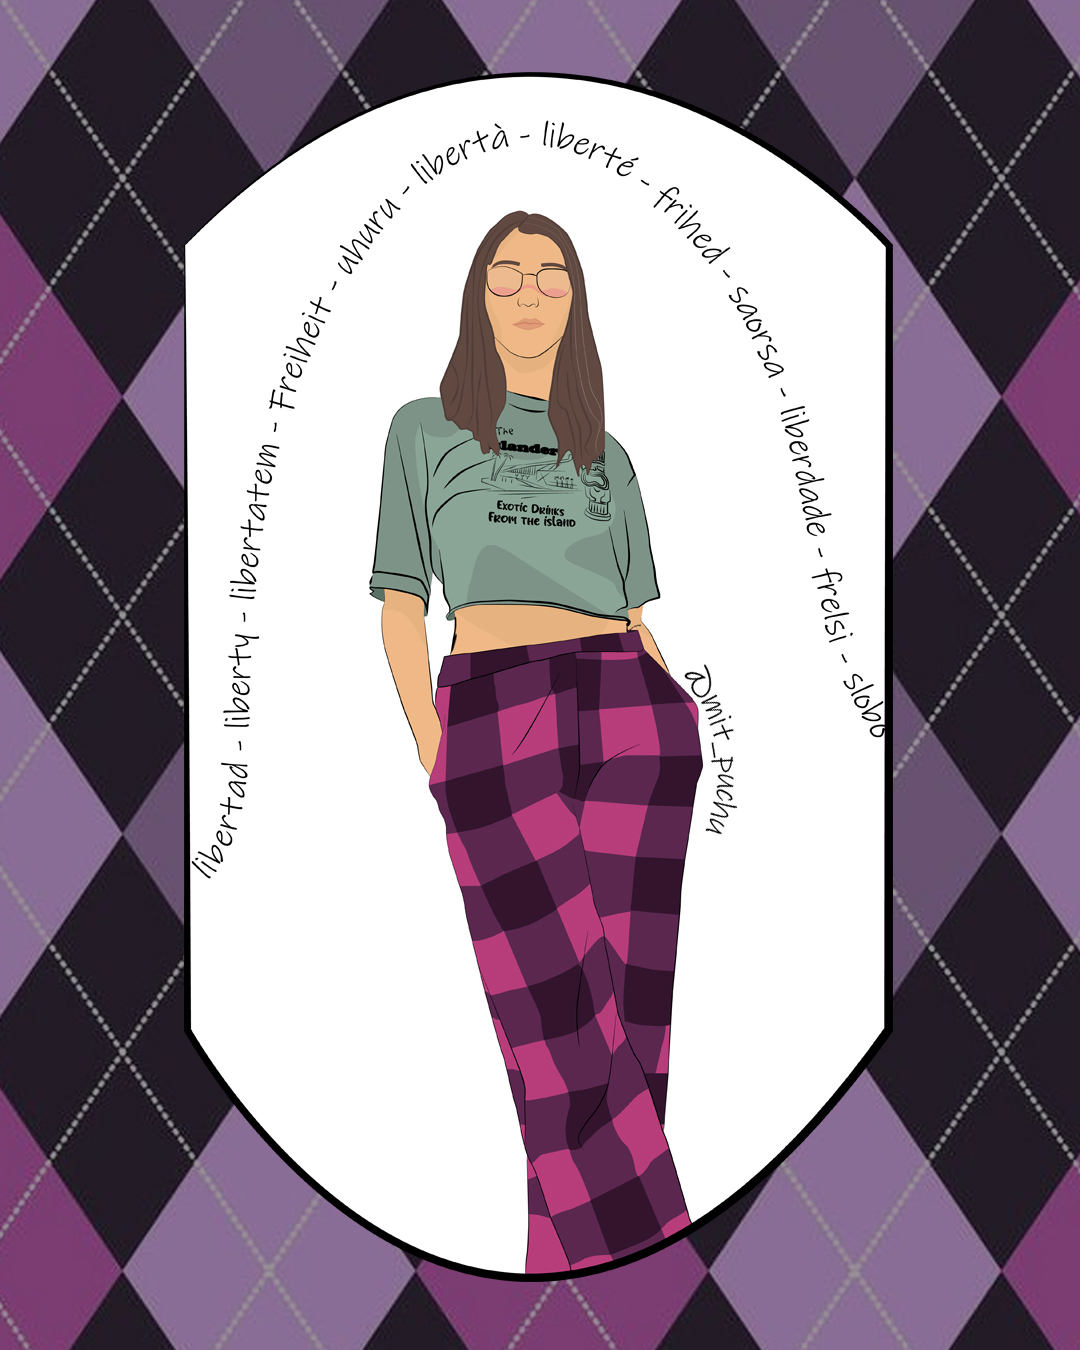 libertad - liberty - libertatem - Freiheit - uhuru - libertà - liberté - frihed - saorsa - liberdade - frelsi - slobo
The
lander
Exotic Drinks
From the island
@mit_puchu